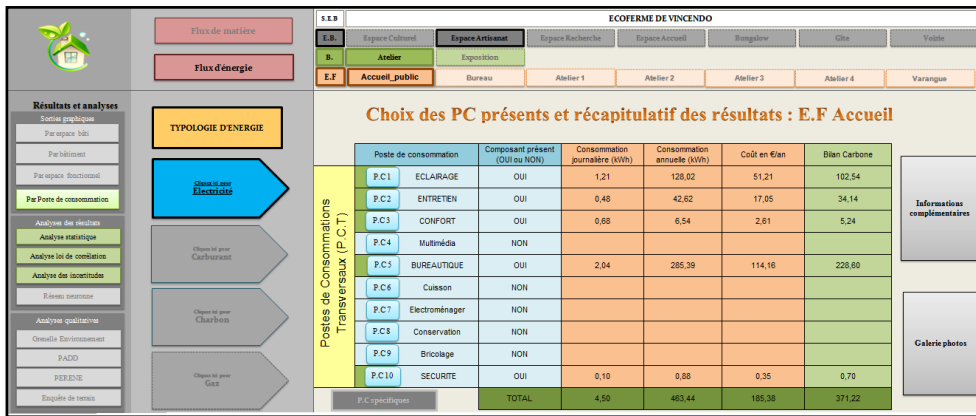 S.E.B ECOFERME DE VINCENDO
E.B. Espace Culturel Espace Artisanat Espace Recherche Espace Accueil Bungalow Gîte Voirie
B. Atelier Exposition
E.F Accueil_public Bureau Atelier 1 Atelier 2 Atelier 3 Atelier 4 Varangue
Flux de matière
Flux d'énergie
Résultats et analyses
Sorties graphiques
Par espace bâti
Par bâtiment
Par espace fonctionnel
Par Poste de consommation
Analyses des résultats
Analyse statistique
Analyse loi de corrélation
Analyse des incertitudes
Réseau neuronne
Analyses qualitatives
Grenelle Environnement
PADD
PERENE
Enquête de terrain
TYPOLOGIE D'ENERGIE
Cliquez ici pour
Électricité
Cliquez ici pour
Carburant
Cliquez ici pour
Charbon
Cliquez ici pour
Gaz
Choix des PC présents et récapitulatif des résultats : E.F Accueil
Postes de Consommations
Transversaux (P.C.T)
Poste de consommation Composant présent (OUI ou NON) Consommation journalière (kWh) Consommation annuelle (kWh) Coût en €/an Bilan Carbone
P.C1 ECLAIRAGE OUI 1,21 128,02 51,21 102,54
P.C2 ENTRETIEN OUI 0,48 42,62 17,05 34,14
P.C3 CONFORT OUI 0,68 6,54 2,61 5,24
P.C4 Multimédia NON
P.C5 BUREAUTIQUE OUI 2,04 285,39 114,16 228,60
P.C6 Cuisson NON
P.C7 Electroménager NON
P.C8 Conservation NON
P.C9 Bricolage NON
P.C10 SECURITE OUI 0,10 0,88 0,35 0,70
P.C spécifiques TOTAL 4,50 463,44 185,38 371,22
Informations
complémentaires
Galerie photos